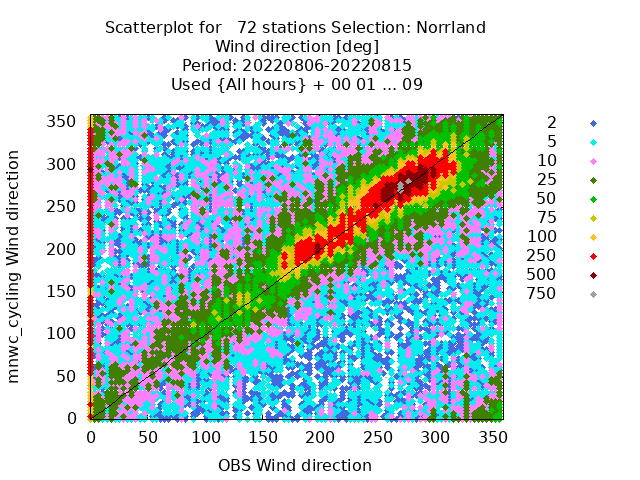 Scatterplot for   72 stations Selection: Norrland
Wind direction [deg]
Period: 20220806-20220815
Used {All hours} + 00 01 ... 09
mnwc_cycling Wind direction
350
300
250
200
150
100
50
0
0 50 100 150 200 250 300 350
OBS Wind direction
2
5
10
25
50
75
100
250
500
750